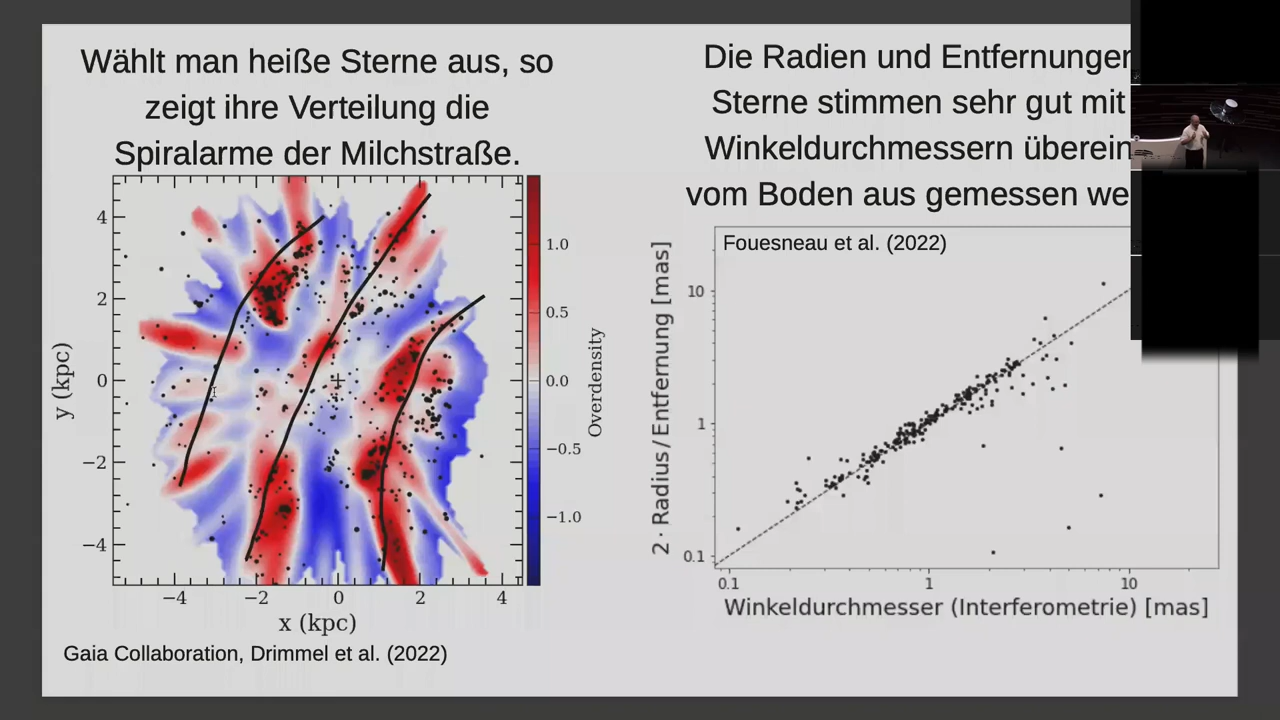 Wählt man heiße Sterne aus, so
zeigt ihre Verteilung die
Spiralarme der Milchstraße.
4
2
0
−2
−4
y (kpc)
−4 −2 0 2 4
x (kpc)
1.0
0.5
0.0
−0.5
−1.0
Overdensity
Gaia Collaboration, Drimmel et al. (2022)
Die Radien und Entfernungen
Sterne stimmen sehr gut mit
Winkeldurchmessern überein
vom Boden aus gemessen we
Fouesneau et al. (2022)
10
1
0.1
2 · Radius / Entfernung [mas]
0.1 1 10
Winkeldurchmesser (Interferometrie) [mas]